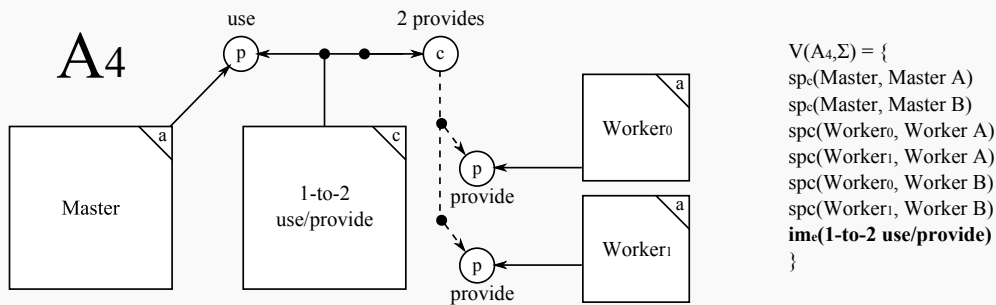 A4
use
p
2 provides
c
a
Master
c
1-to-2
use/provide
p
provide
p
provide
a
Worker0
a
Worker1
V(A4,Σ) = {
spc(Master, Master A)
spc(Master, Master B)
spc(Worker0, Worker A)
spc(Worker1, Worker A)
spc(Worker0, Worker B)
spc(Worker1, Worker B)
ime(1-to-2 use/provide)
}